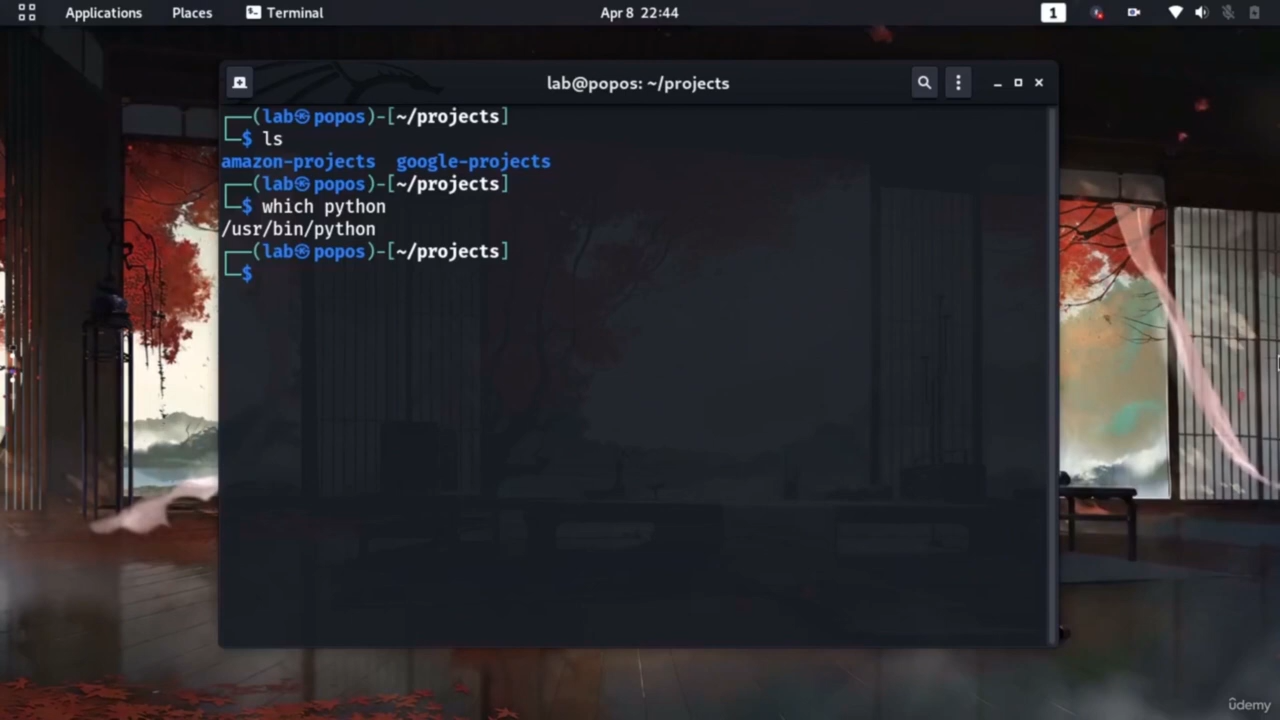 Applications Places Terminal Apr 8 22:44 1
lab@popos: ~/projects
┌──(lab㉿popos)-[~/projects]
└─$ ls
amazon-projects google-projects
┌──(lab㉿popos)-[~/projects]
└─$ which python
/usr/bin/python
┌──(lab㉿popos)-[~/projects]
└─$
ûdemy